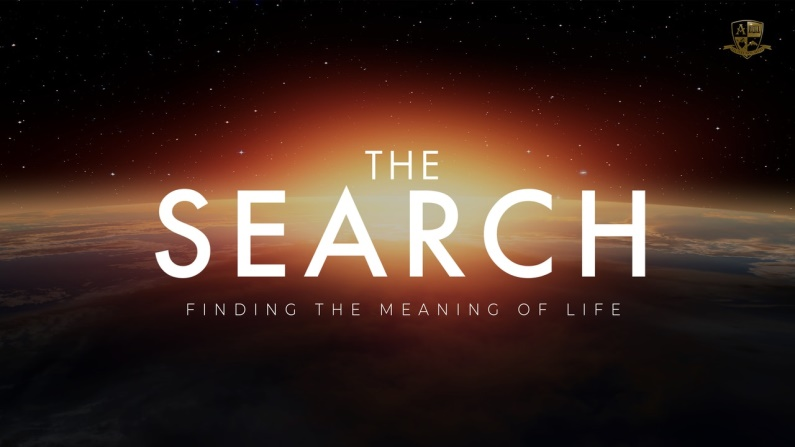 THE
SEARCH
FINDING THE MEANING OF LIFE